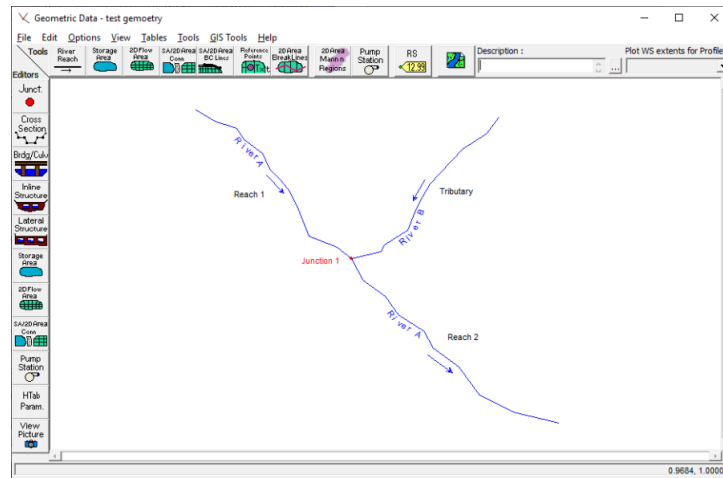 Geometric Data - test gemoetry
File Edit Options View Tables Tools GIS Tools Help
Tools
River Reach
Storage Area
2D Flow Area
SA/2D Area Conn
SA/2D Area BC Lines
Reference Points
2D Area Break Lines
2D Area Mann n Regions
Pump Station
RS
12.99
Description :
...
Plot WS extents for Profile
Editors
Junct.
Cross Section
Brdg/Culv
Inline Structure
Lateral Structure
Storage Area
2D Flow Area
SA/2D Area Conn
Pump Station
HTab Param.
View Picture
River A
Reach 1
Tributary
River B
Junction 1
River A
Reach 2
0.9684, 1.0000